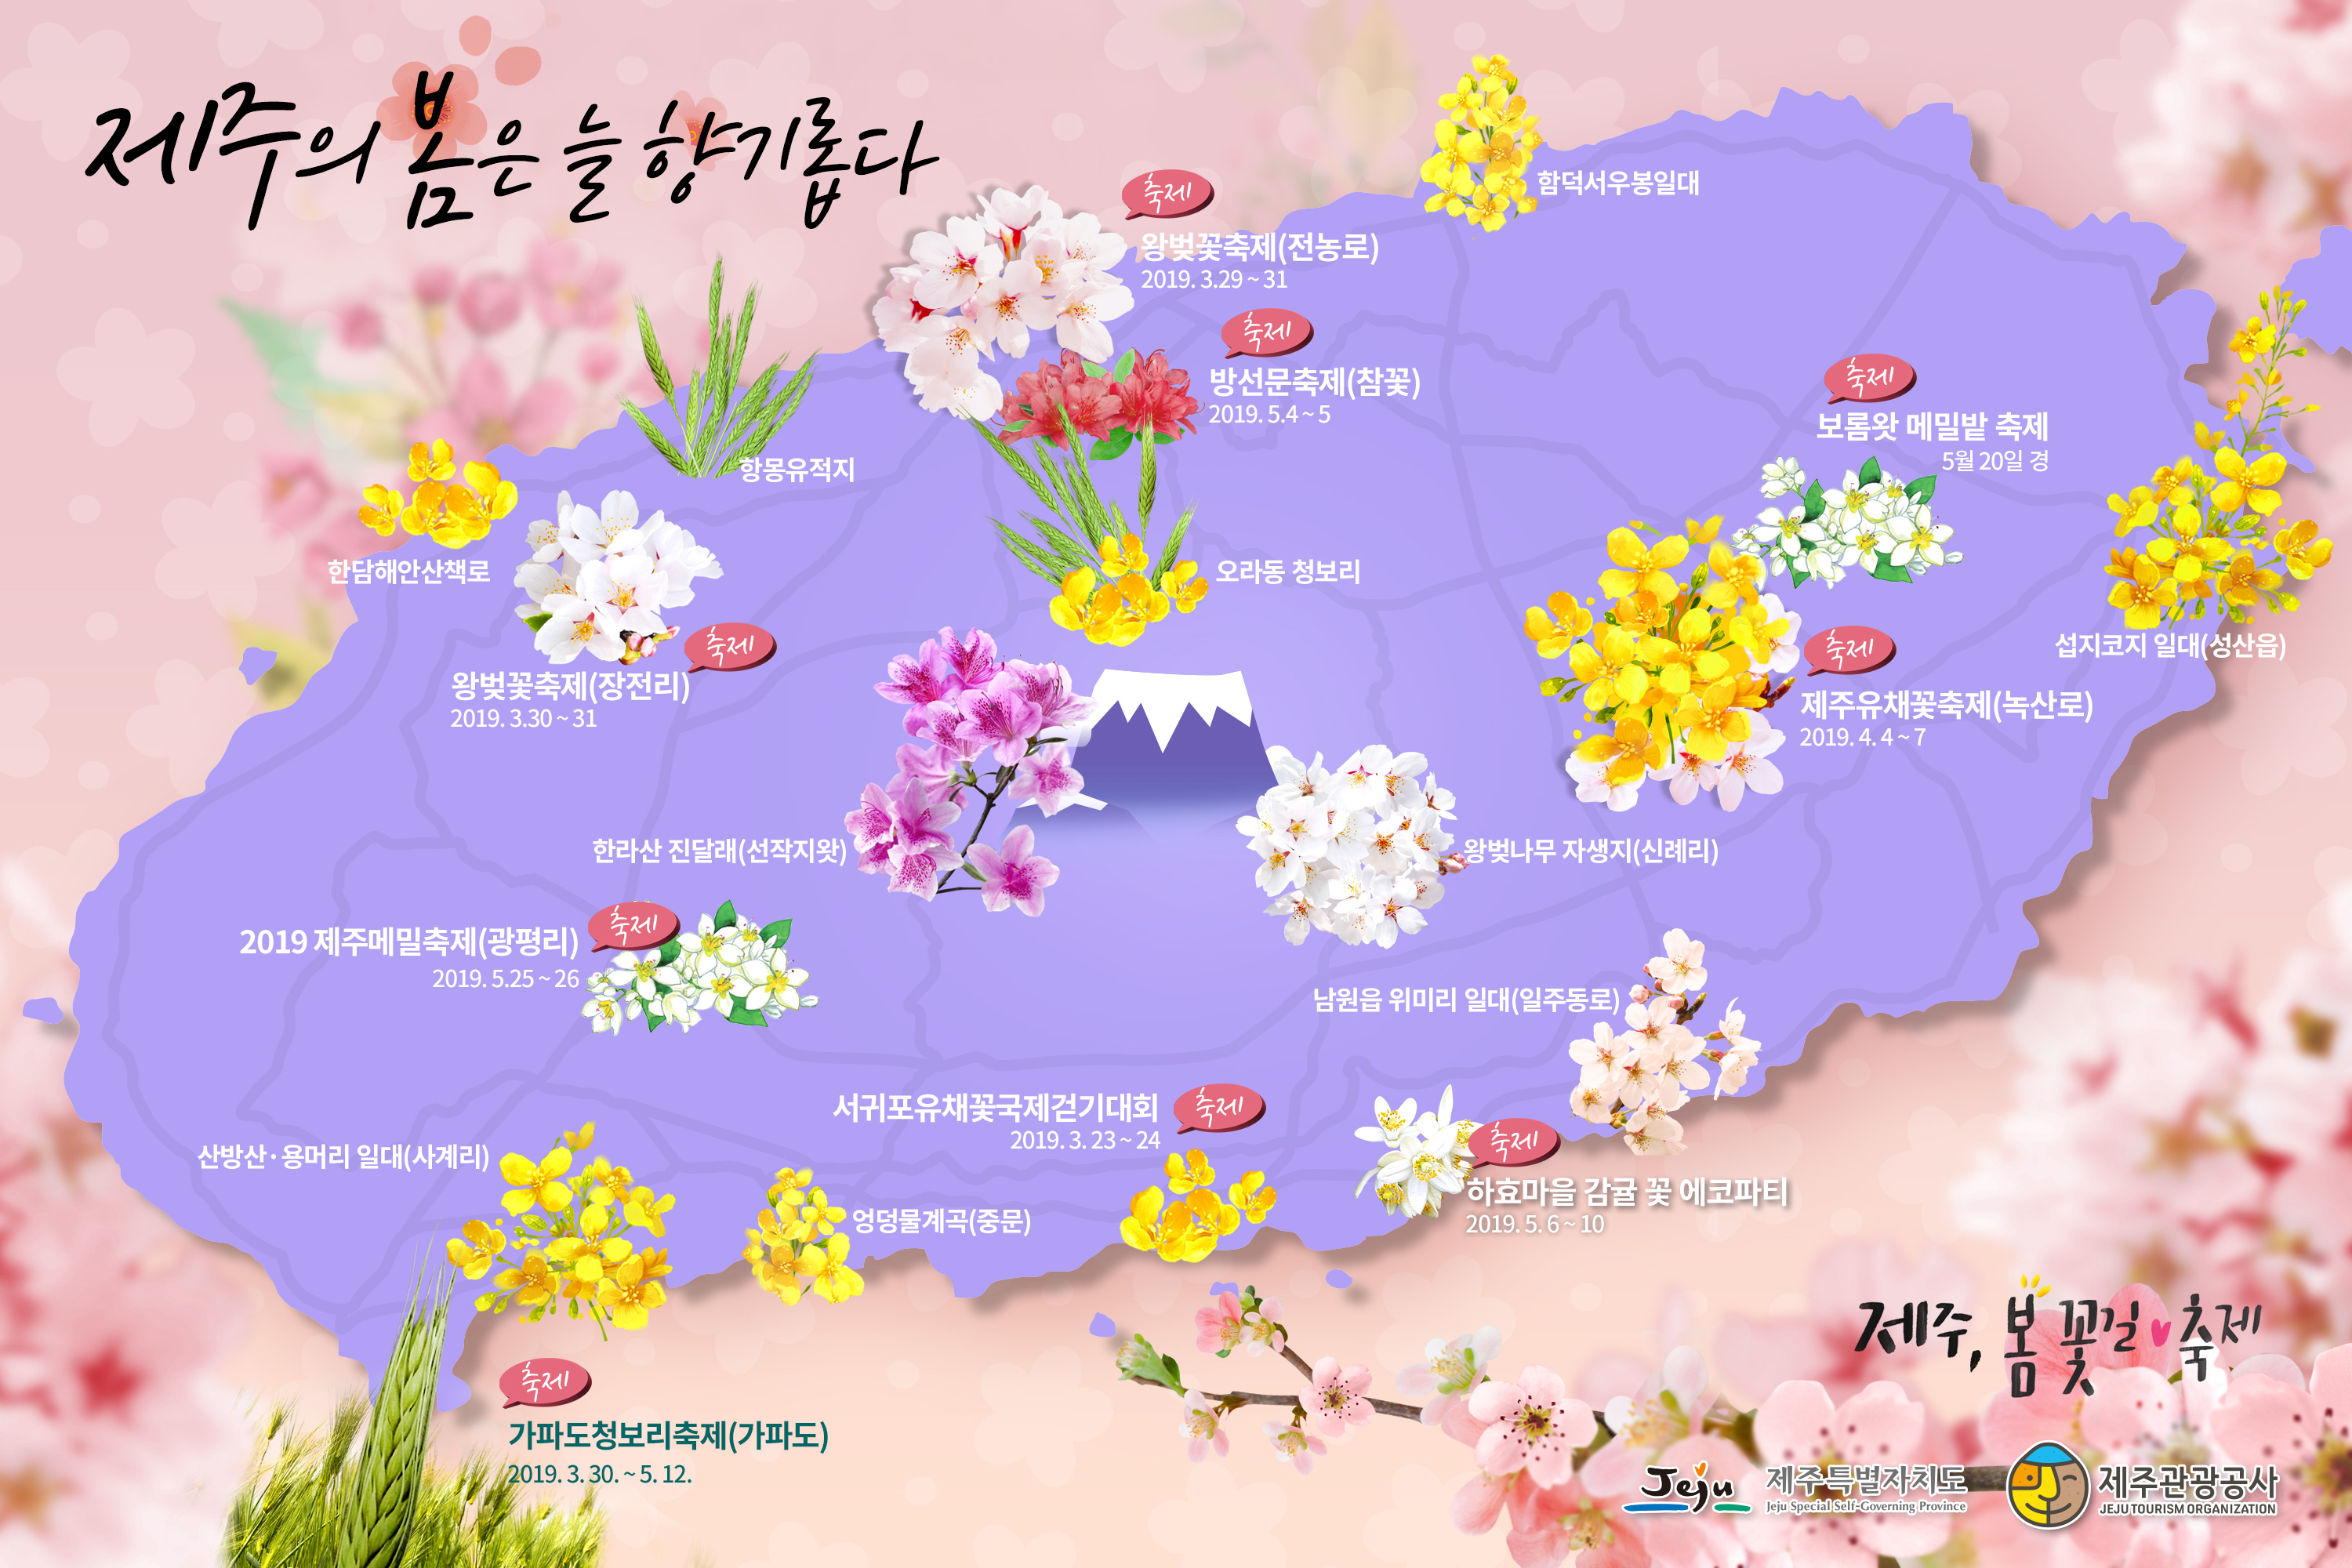 제주의 봄은 늘 향기롭다
함덕서우봉일대
축제
왕벚꽃축제(전농로)
2019. 3.29 ~ 31
축제
방선문축제(참꽃)
2019. 5.4 ~ 5
축제
보롬왓 메밀밭 축제
5월 20일 경
항몽유적지
한담해안산책로
오라동 청보리
축제
왕벚꽃축제(장전리)
2019. 3.30 ~ 31
섭지코지 일대(성산읍)
축제
제주유채꽃축제(녹산로)
2019. 4. 4 ~ 7
한라산 진달래(선작지왓)
왕벚나무 자생지(신례리)
축제
2019 제주메밀축제(광평리)
2019. 5.25 ~ 26
남원읍 위미리 일대(일주동로)
서귀포유채꽃국제걷기대회
축제
2019. 3. 23 ~ 24
산방산·용머리 일대(사계리)
축제
하효마을 감귤 꽃 에코파티
2019. 5. 6 ~ 10
엉덩물계곡(중문)
축제
가파도청보리축제(가파도)
2019. 3. 30. ~ 5. 12.
제주, 봄 꽃길 축제
Jeju
제주특별자치도
Jeju Special Self-Governing Province
제주관광공사
JEJU TOURISM ORGANIZATION